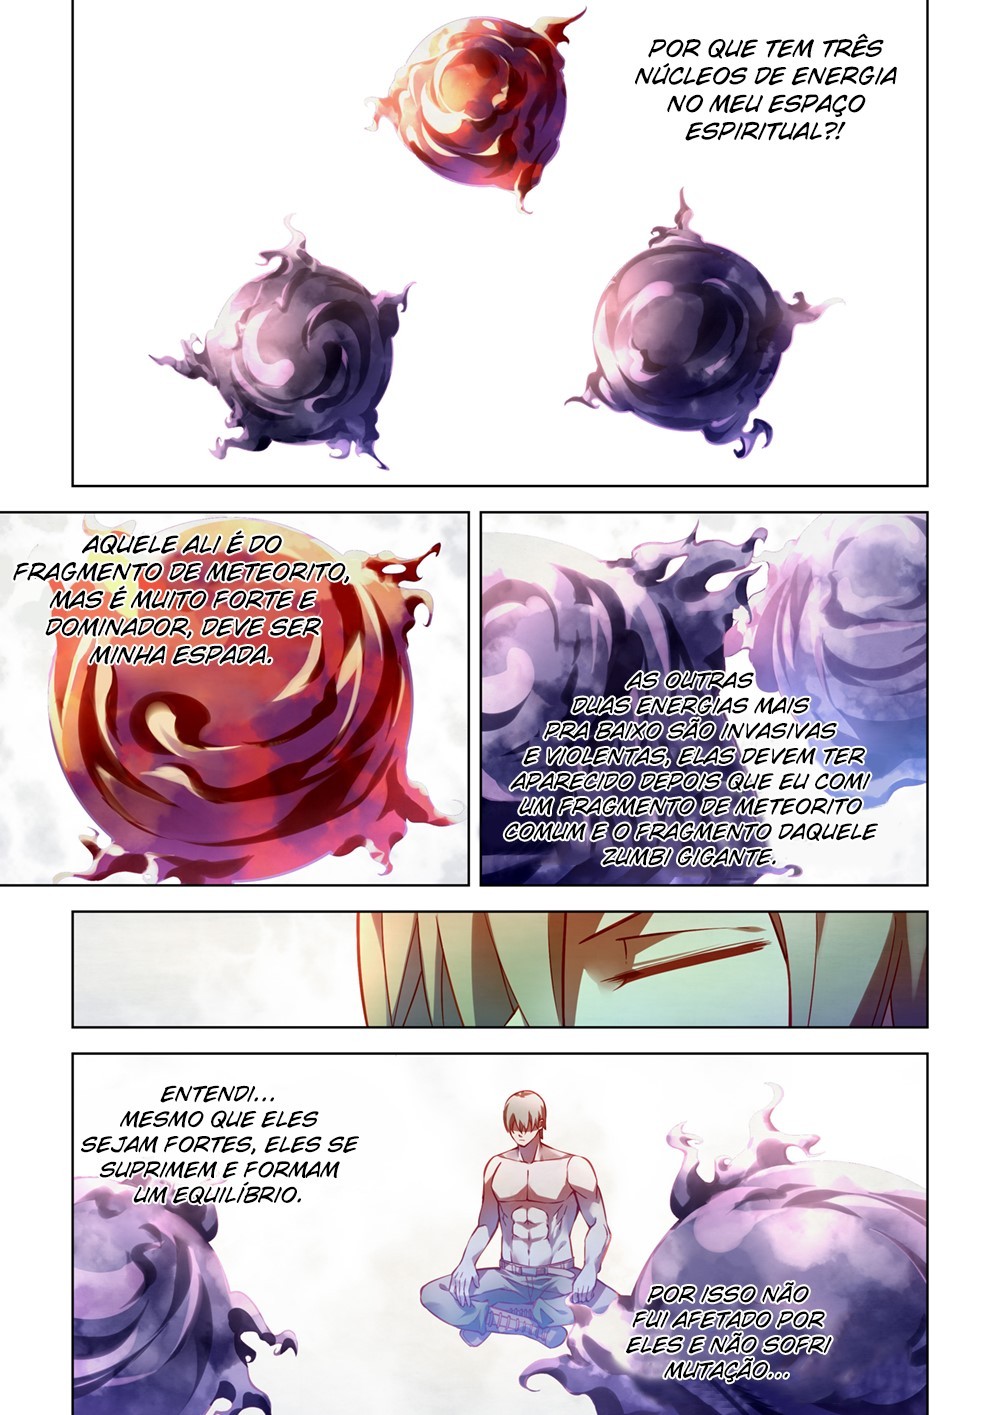 POR QUE TEM TRÊS
NÚCLEOS DE ENERGIA
NO MEU ESPAÇO
ESPIRITUAL?!
AQUELE ALI É DO
FRAGMENTO DE METEORITO,
MAS É MUITO FORTE E
DOMINADOR, DEVE SER
MINHA ESPADA.
AS OUTRAS
DUAS ENERGIAS MAIS
PRA BAIXO SÃO INVASIVAS
E VIOLENTAS, ELAS DEVEM TER
APARECIDO DEPOIS QUE EU COMI
UM FRAGMENTO DE METEORITO
COMUM E O FRAGMENTO DAQUELE
ZUMBI GIGANTE.
ENTENDI...
MESMO QUE ELES
SEJAM FORTES, ELES SE
SUPRIMEM E FORMAM
UM EQUILÍBRIO.
POR ISSO NÃO
FUI AFETADO POR
ELES E NÃO SOFRI
MUTAÇÃO...